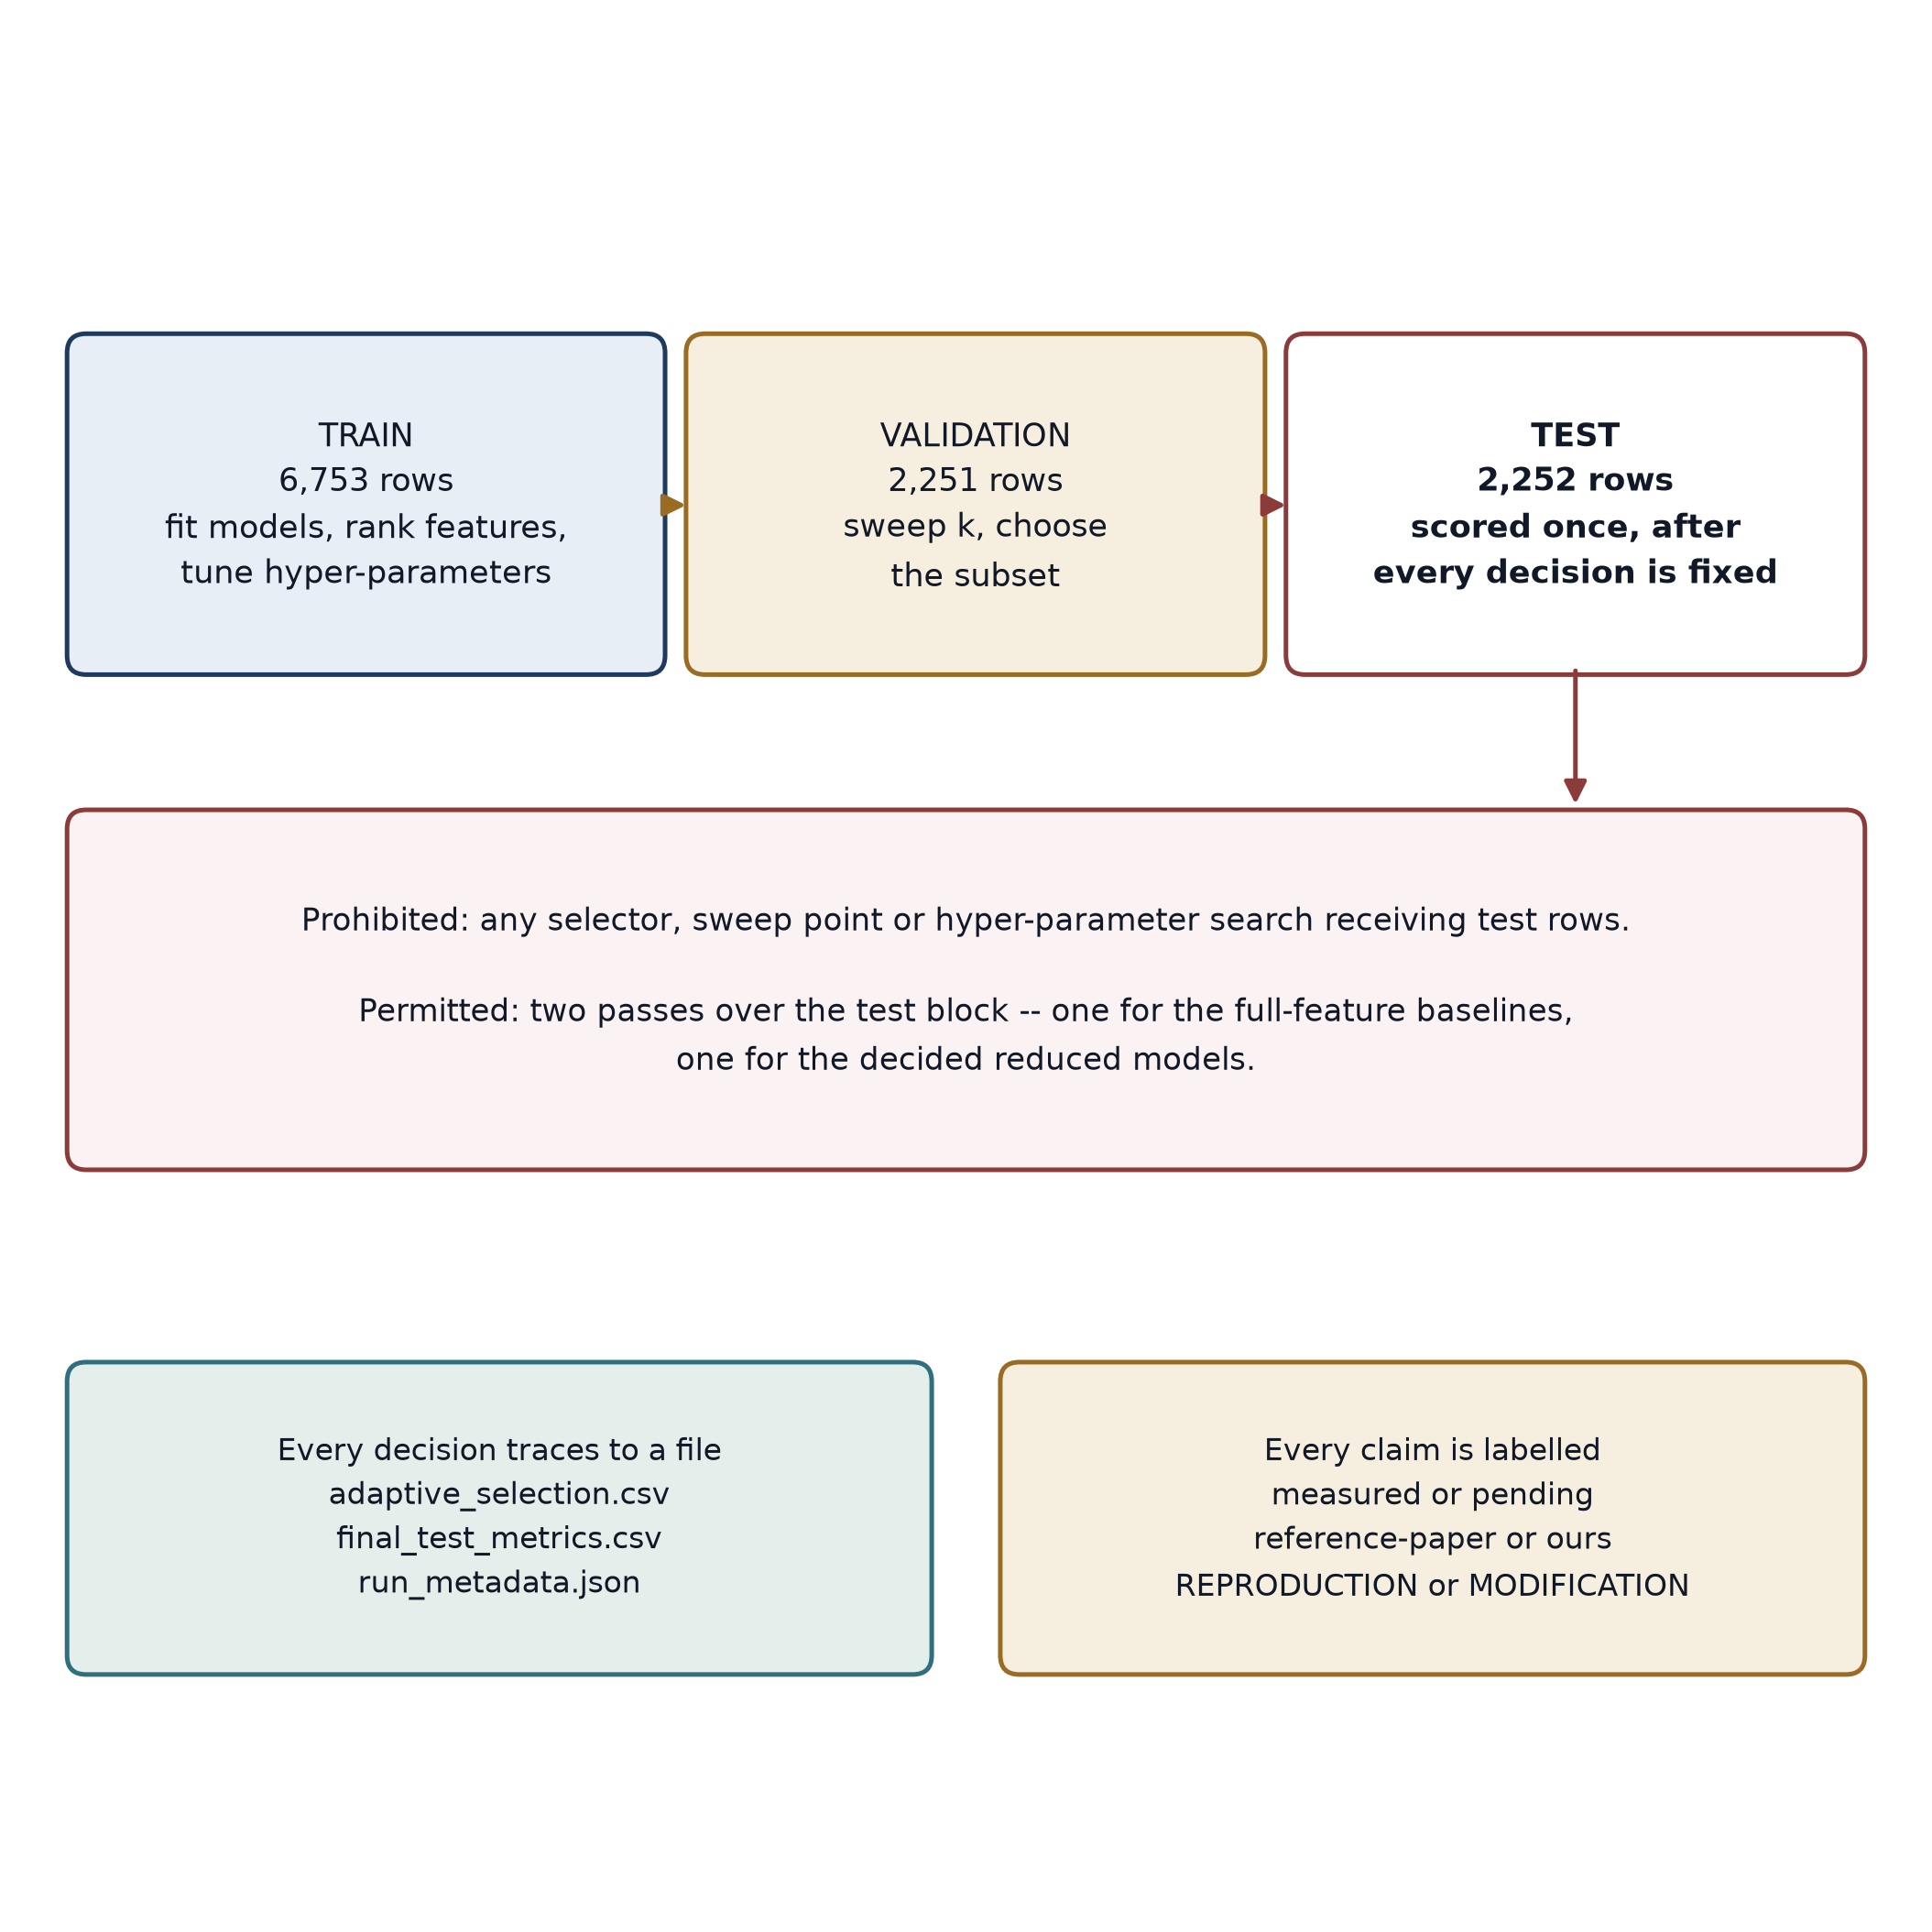 TRAIN
6,753 rows
fit models, rank features,
tune hyper-parameters
VALIDATION
2,251 rows
sweep k, choose
the subset
TEST
2,252 rows
scored once, after
every decision is fixed
Prohibited: any selector, sweep point or hyper-parameter search receiving test rows.
Permitted: two passes over the test block -- one for the full-feature baselines,
one for the decided reduced models.
Every decision traces to a file
adaptive_selection.csv
final_test_metrics.csv
run_metadata.json
Every claim is labelled
measured or pending
reference-paper or ours
REPRODUCTION or MODIFICATION